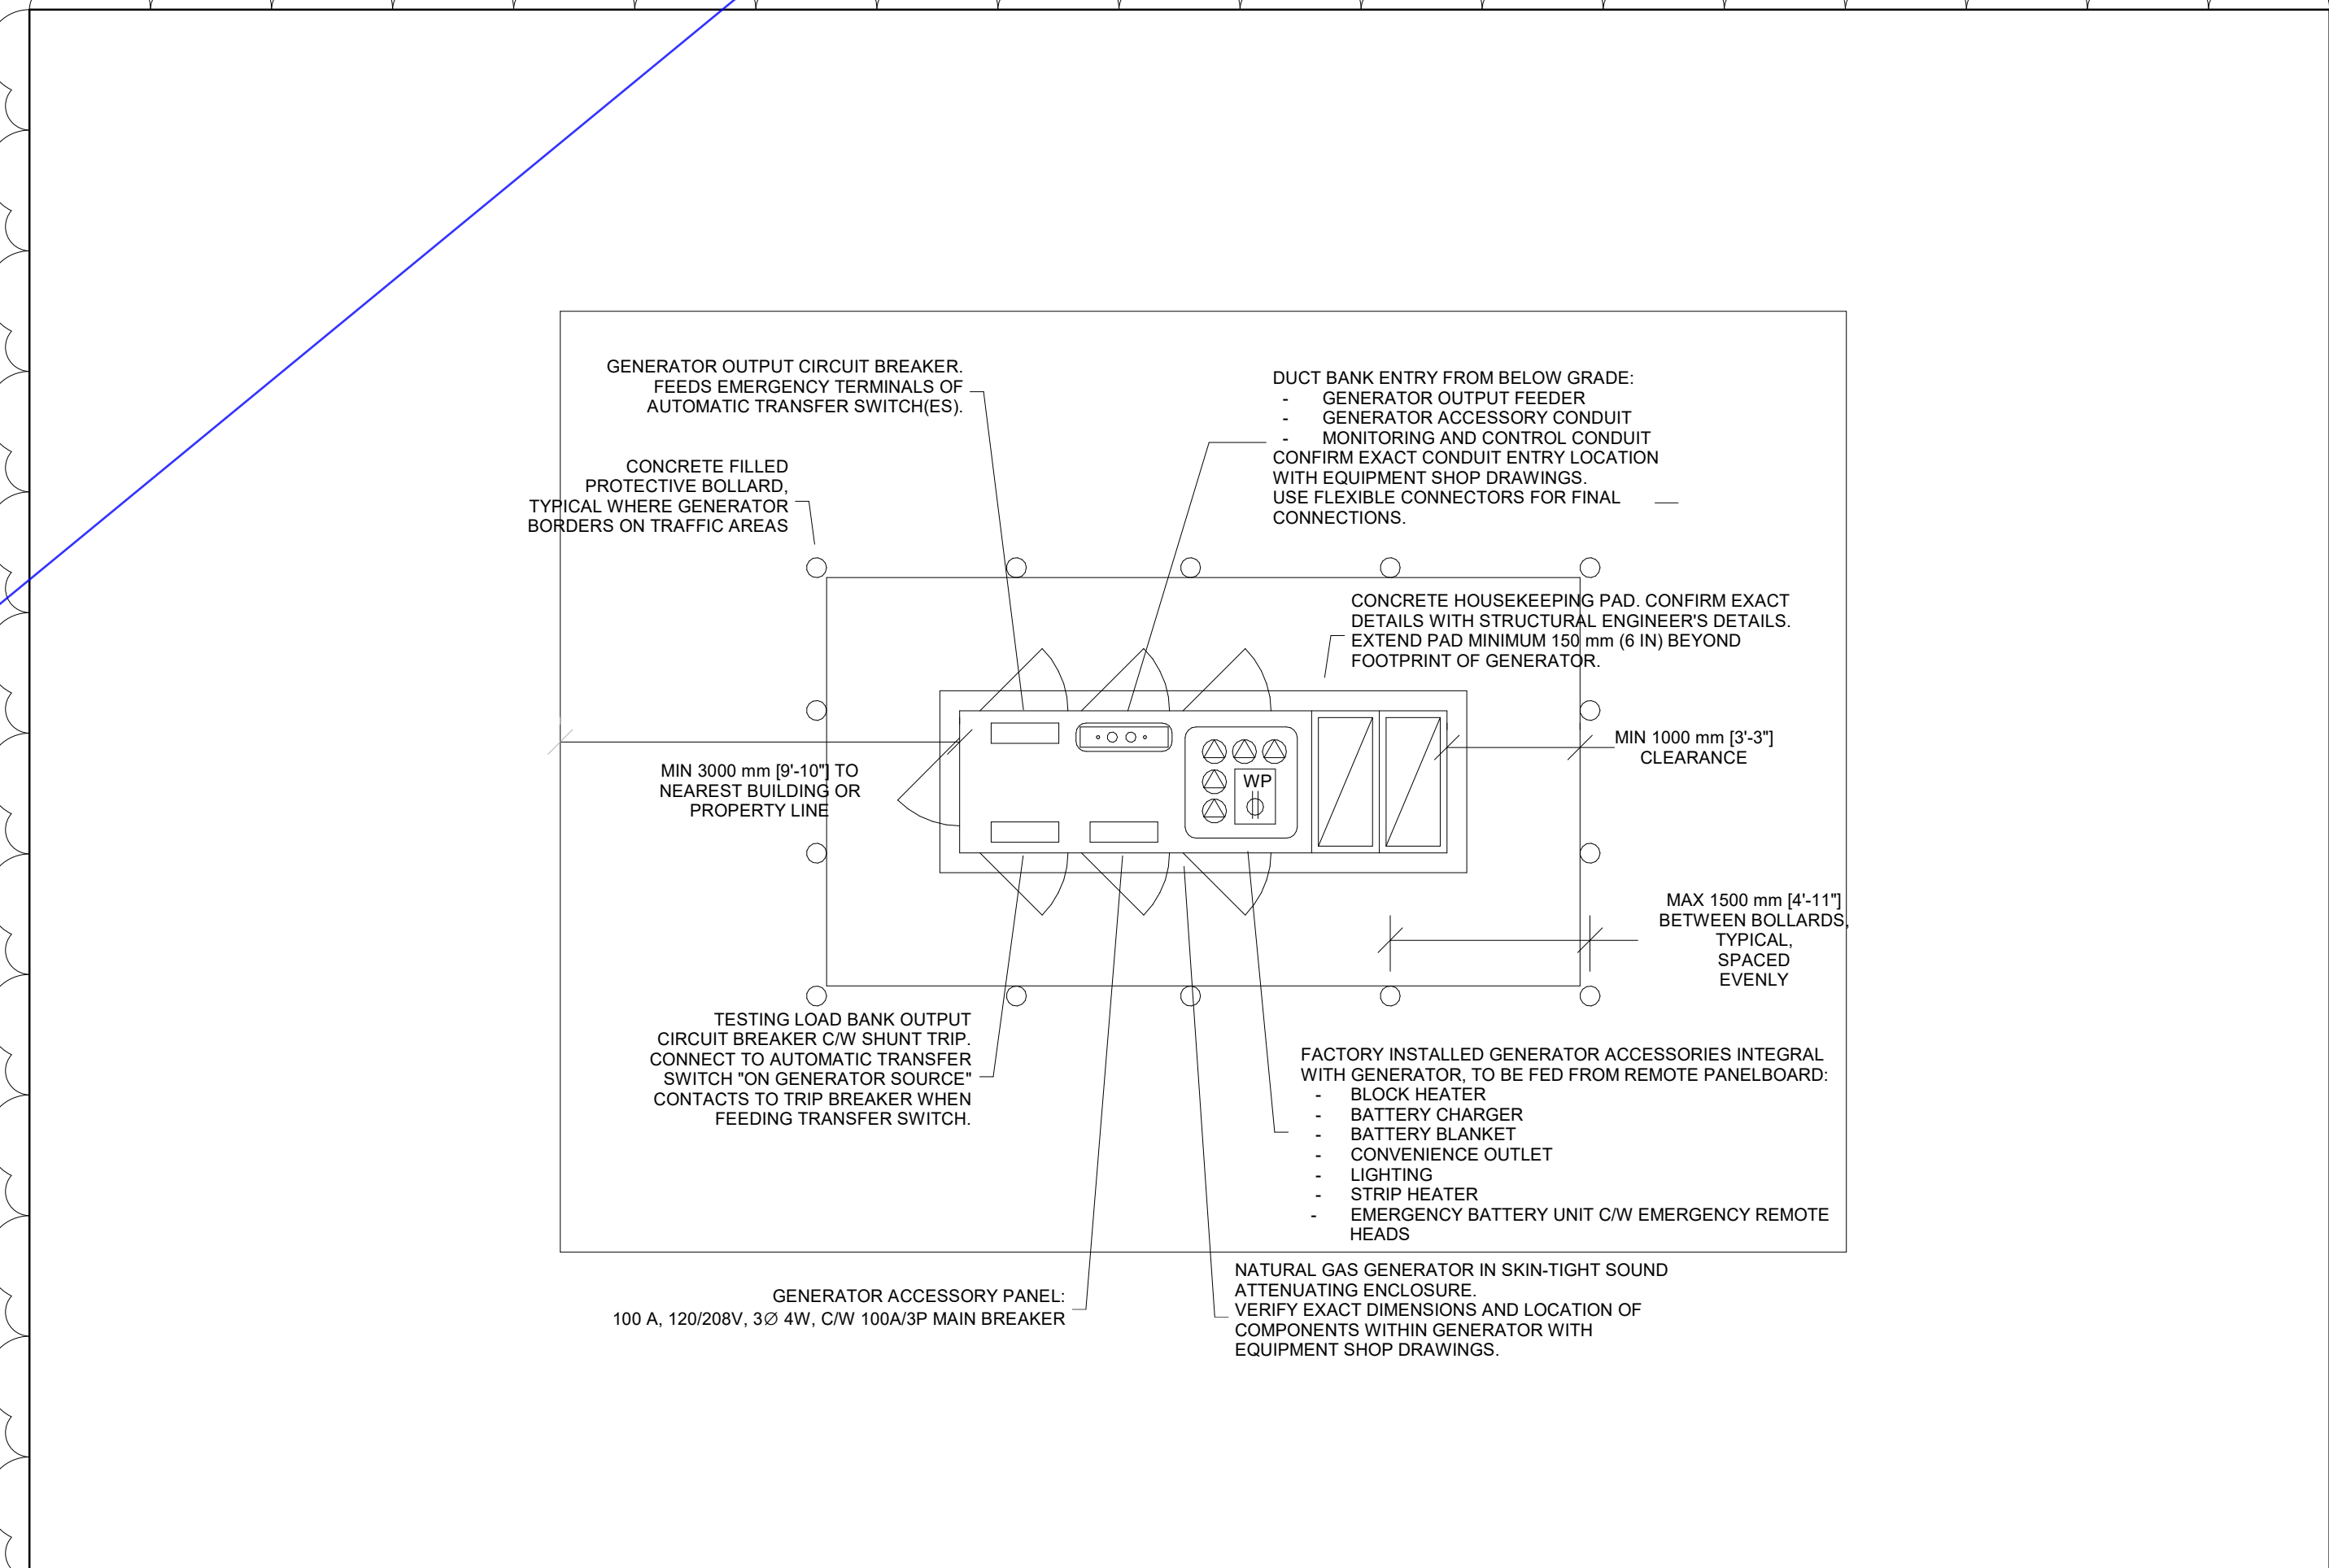 GENERATOR OUTPUT CIRCUIT BREAKER.
FEEDS EMERGENCY TERMINALS OF
AUTOMATIC TRANSFER SWITCH(ES).
DUCT BANK ENTRY FROM BELOW GRADE:
- GENERATOR OUTPUT FEEDER
- GENERATOR ACCESSORY CONDUIT
- MONITORING AND CONTROL CONDUIT
CONFIRM EXACT CONDUIT ENTRY LOCATION
WITH EQUIPMENT SHOP DRAWINGS.
USE FLEXIBLE CONNECTORS FOR FINAL
CONNECTIONS.
CONCRETE FILLED
PROTECTIVE BOLLARD,
TYPICAL WHERE GENERATOR
BORDERS ON TRAFFIC AREAS
CONCRETE HOUSEKEEPING PAD. CONFIRM EXACT
DETAILS WITH STRUCTURAL ENGINEER'S DETAILS.
EXTEND PAD MINIMUM 150 mm (6 IN) BEYOND
FOOTPRINT OF GENERATOR.
MIN 3000 mm [9'-10"] TO
NEAREST BUILDING OR
PROPERTY LINE
WP
MIN 1000 mm [3'-3"]
CLEARANCE
MAX 1500 mm [4'-11"]
BETWEEN BOLLARDS,
TYPICAL,
SPACED
EVENLY
TESTING LOAD BANK OUTPUT
CIRCUIT BREAKER C/W SHUNT TRIP.
CONNECT TO AUTOMATIC TRANSFER
SWITCH "ON GENERATOR SOURCE"
CONTACTS TO TRIP BREAKER WHEN
FEEDING TRANSFER SWITCH.
FACTORY INSTALLED GENERATOR ACCESSORIES INTEGRAL
WITH GENERATOR, TO BE FED FROM REMOTE PANELBOARD:
- BLOCK HEATER
- BATTERY CHARGER
- BATTERY BLANKET
- CONVENIENCE OUTLET
- LIGHTING
- STRIP HEATER
- EMERGENCY BATTERY UNIT C/W EMERGENCY REMOTE
HEADS
GENERATOR ACCESSORY PANEL:
100 A, 120/208V, 3∅ 4W, C/W 100A/3P MAIN BREAKER
NATURAL GAS GENERATOR IN SKIN-TIGHT SOUND
ATTENUATING ENCLOSURE.
VERIFY EXACT DIMENSIONS AND LOCATION OF
COMPONENTS WITHIN GENERATOR WITH
EQUIPMENT SHOP DRAWINGS.